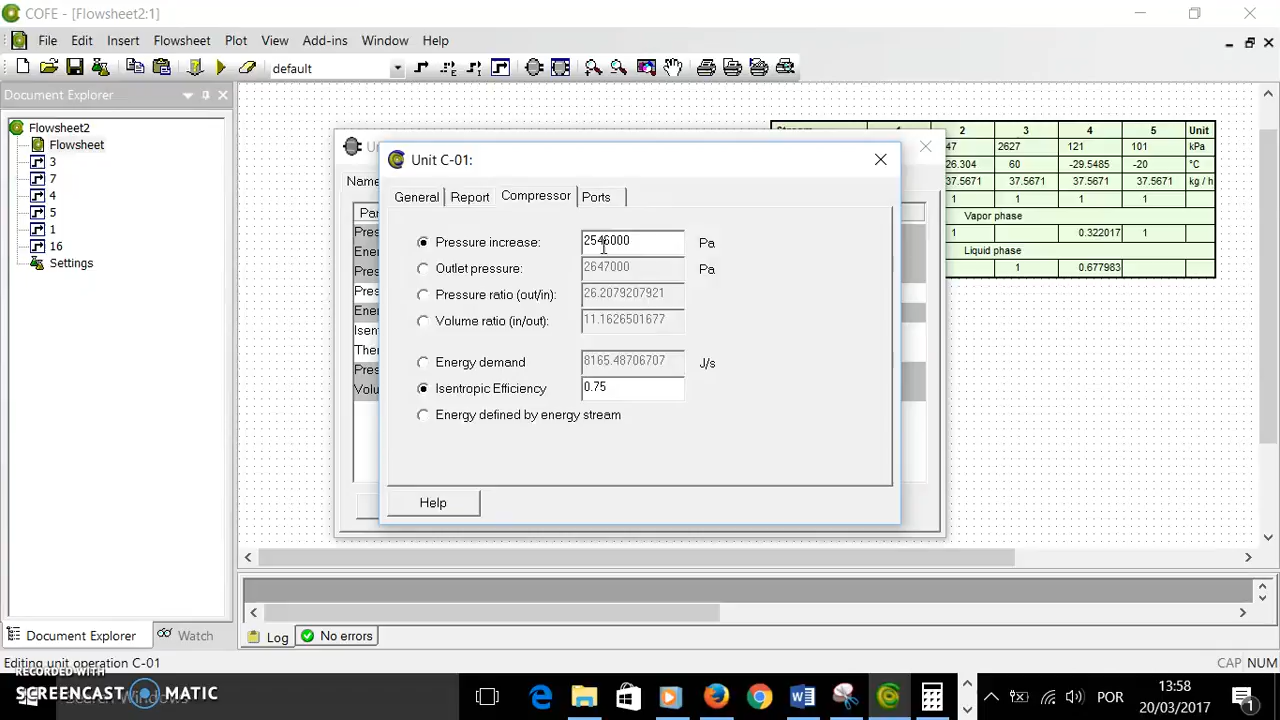 COFE - [Flowsheet2:1]
File Edit Insert Flowsheet Plot View Add-ins Window Help
default
Document Explorer
Flowsheet2
Flowsheet
3
7
4
5
1
16
Settings
Unit C-01:
General Report Compressor Ports
Pressure increase: 2546000 Pa
Outlet pressure: 2647000 Pa
Pressure ratio (out/in): 26.2079207921
Volume ratio (in/out): 11.1626501677
Energy demand 8165.48706707 J/s
Isentropic Efficiency 0.75
Energy defined by energy stream
Help
2 3 4 5 Unit
47 2627 121 101 kPa
26.304 60 -29.5485 -20 °C
37.5671 37.5671 37.5671 37.5671 kg / h
1 1 1 1
Vapor phase
1 0.322017 1
Liquid phase
1 0.677983
Document Explorer Watch
Log No errors
Editing unit operation C-01
CAP NUM
RECORDED WITH
SCREENCAST MATIC
POR
13:58
20/03/2017
1